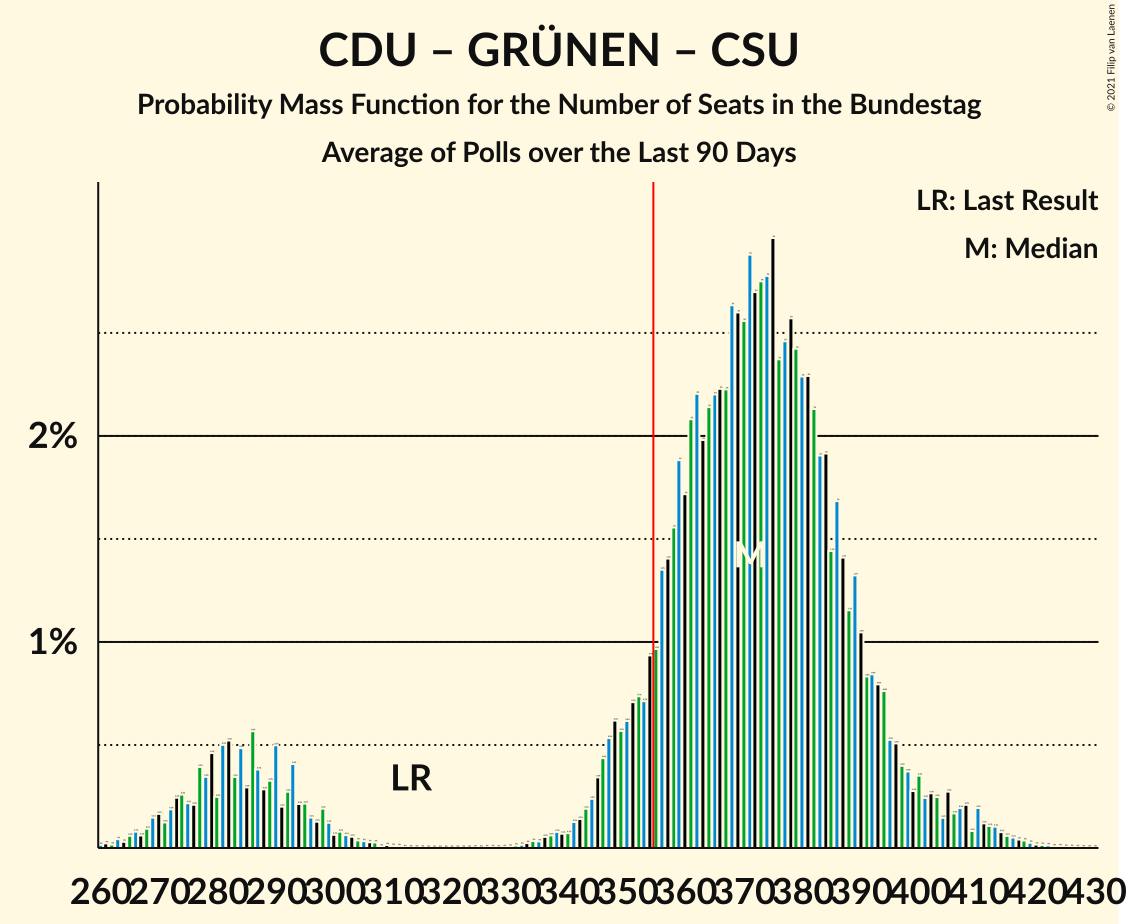 CDU – GRÜNEN – CSU
Probability Mass Function for the Number of Seats in the Bundestag
Average of Polls over the Last 90 Days
© 2021 Filip van Laenen
LR: Last Result
M: Median
2%
M
1%
LR
260 270 280 290 300 310 320 330 340 350 360 370 380 390 400 410 420 430